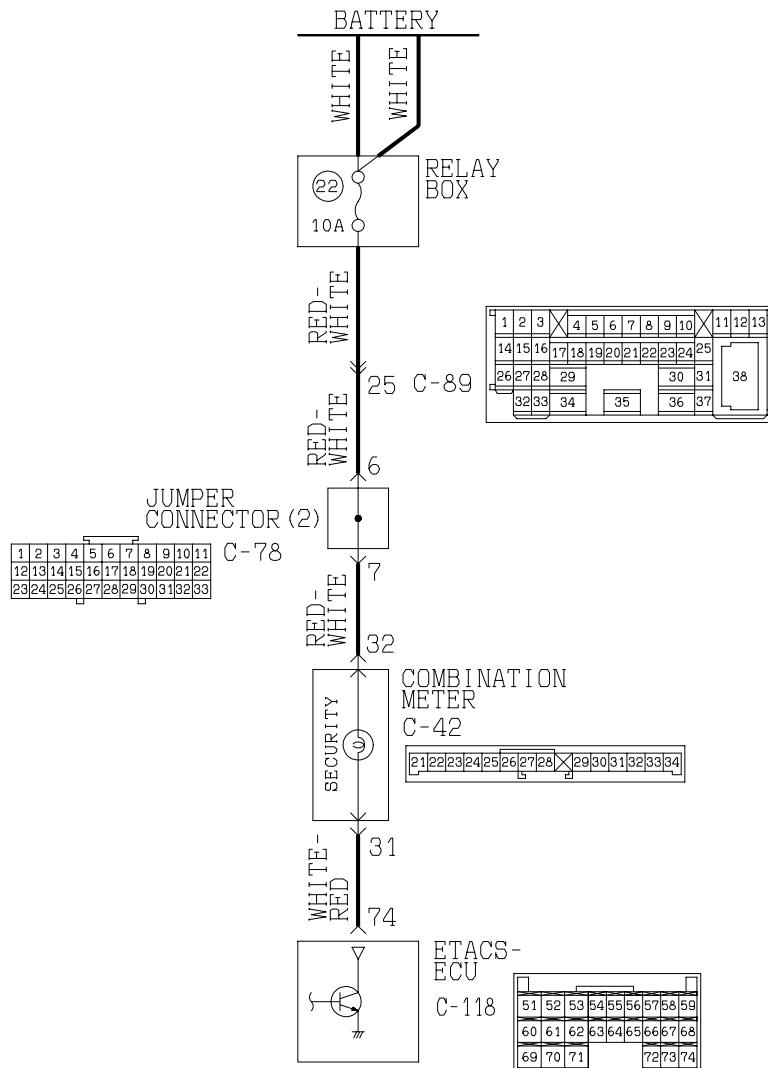 BATTERY
WHITE
WHITE
RELAY
BOX
22
10A
RED-
WHITE
1 2 3 4 5 6 7 8 9 10 11 12 13
14 15 16 17 18 19 20 21 22 23 24 25
26 27 28 29 30 31 38
32 33 34 35 36 37
25 C-89
RED-
WHITE
6
JUMPER
CONNECTOR (2)
C-78
1 2 3 4 5 6 7 8 9 10 11
12 13 14 15 16 17 18 19 20 21 22
23 24 25 26 27 28 29 30 31 32 33
7
RED-
WHITE
32
COMBINATION
METER
C-42
SECURITY
21 22 23 24 25 26 27 28 29 30 31 32 33 34
31
WHITE-
RED
74
ETACS-
ECU
C-118
51 52 53 54 55 56 57 58 59
60 61 62 63 64 65 66 67 68
69 70 71 72 73 74